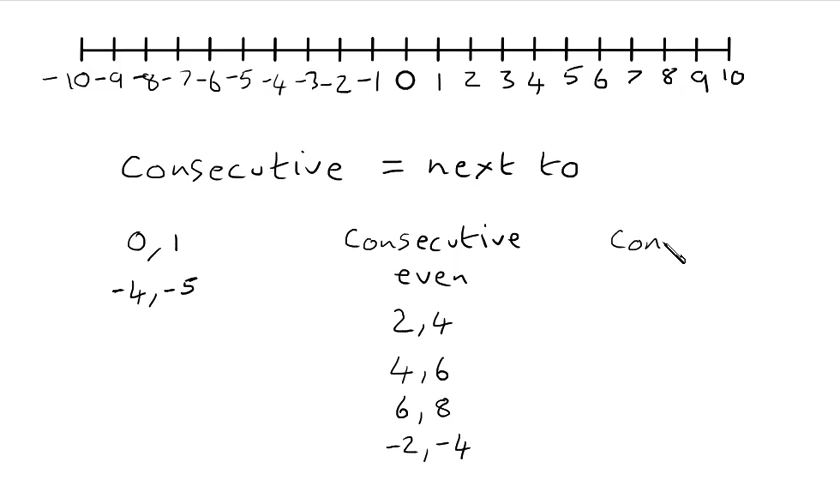 -10 -9 -8 -7 -6 -5 -4 -3 -2 -1 0 1 2 3 4 5 6 7 8 9 10
Consecutive = next to
0, 1
-4, -5
Consecutive
even
2, 4
4, 6
6, 8
-2, -4
Con